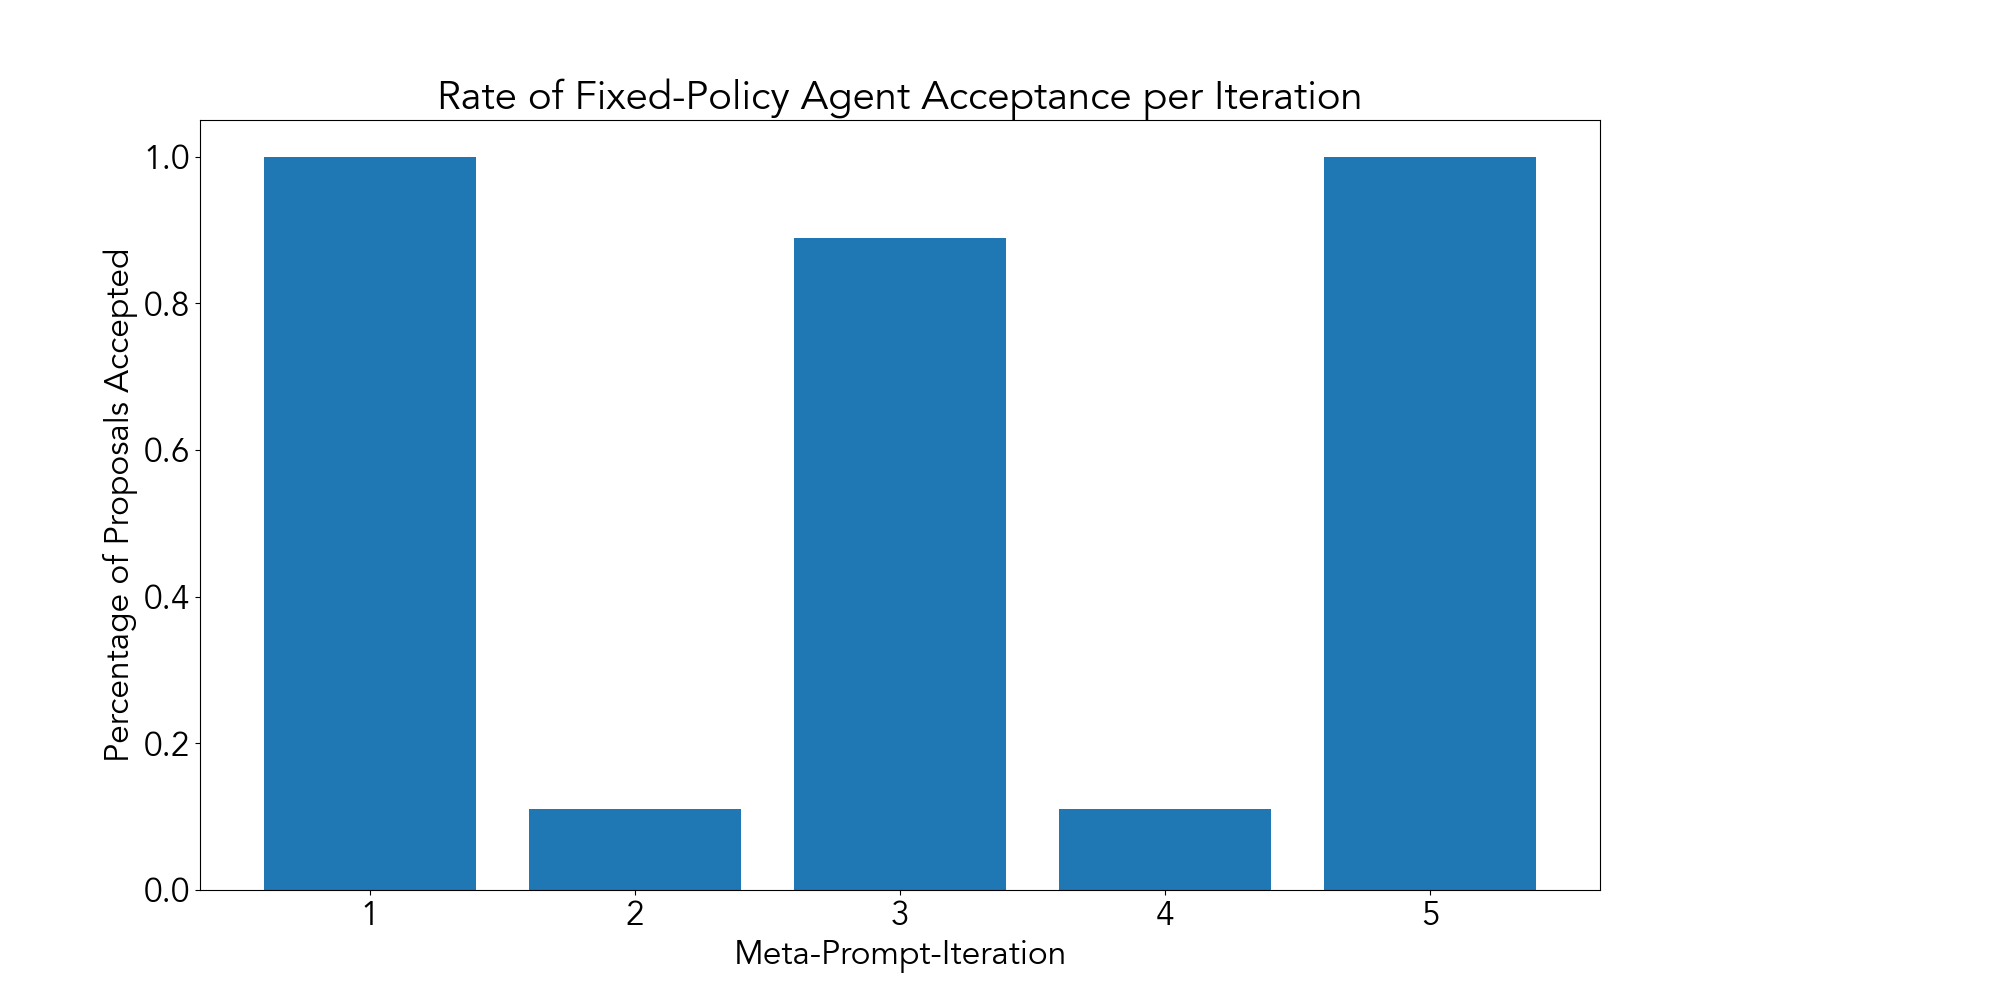 Rate of Fixed-Policy Agent Acceptance per Iteration
Percentage of Proposals Accepted
1.0
0.8
0.6
0.4
0.2
0.0
1 2 3 4 5
Meta-Prompt-Iteration